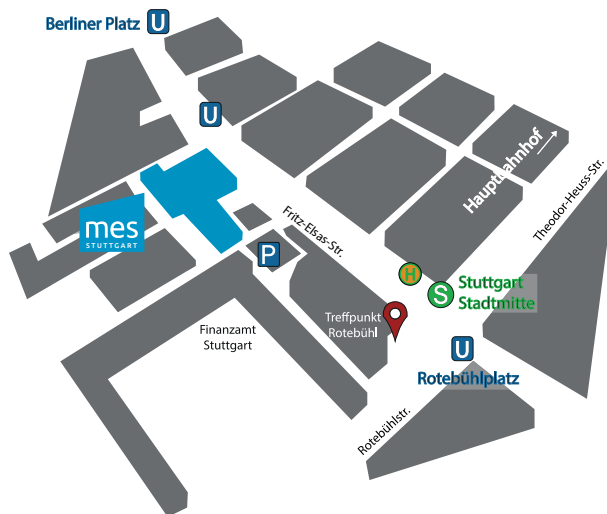 Berliner Platz U
U
Hauptbahnhof
Theodor-Heuss-Str.
mes
STUTTGART
Fritz-Elsas-Str.
P
H
S
Stuttgart
Stadtmitte
Treffpunkt
Rotebühl
Finanzamt
Stuttgart
U
Rotebühlplatz
Rotebühlstr.